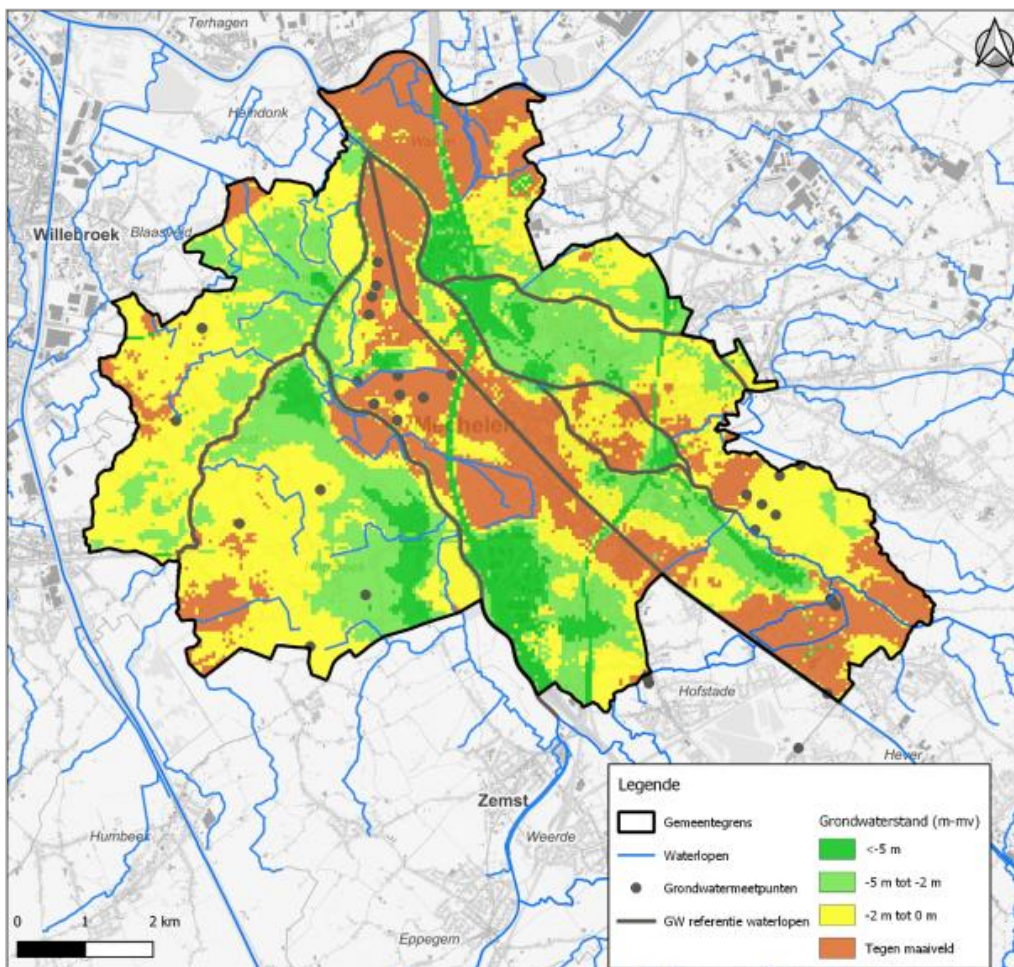 Terhagen
Heindonk
Willebroek
Blaasveld
Mechelen
Hofstade
Hever
Zemst
Weerde
Humbeek
Eppegem
0 1 2 km
Legende
Gemeentegrens
Waterlopen
Grondwatermeetpunten
GW referentie waterlopen
Grondwaterstand (m-mv)
<-5 m
-5 m tot -2 m
-2 m tot 0 m
Tegen maaiveld